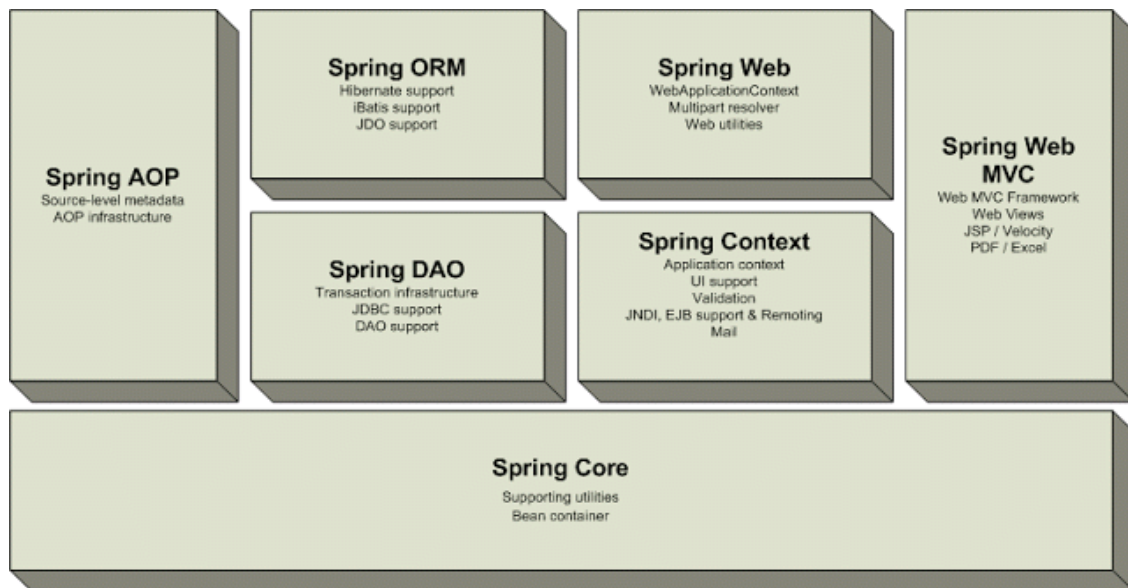 Spring AOP
Source-level metadata
AOP infrastructure
Spring ORM
Hibernate support
iBatis support
JDO support
Spring Web
WebApplicationContext
Multipart resolver
Web utilities
Spring Web
MVC
Web MVC Framework
Web Views
JSP / Velocity
PDF / Excel
Spring DAO
Transaction infrastructure
JDBC support
DAO support
Spring Context
Application context
UI support
Validation
JNDI, EJB support & Remoting
Mail
Spring Core
Supporting utilities
Bean container